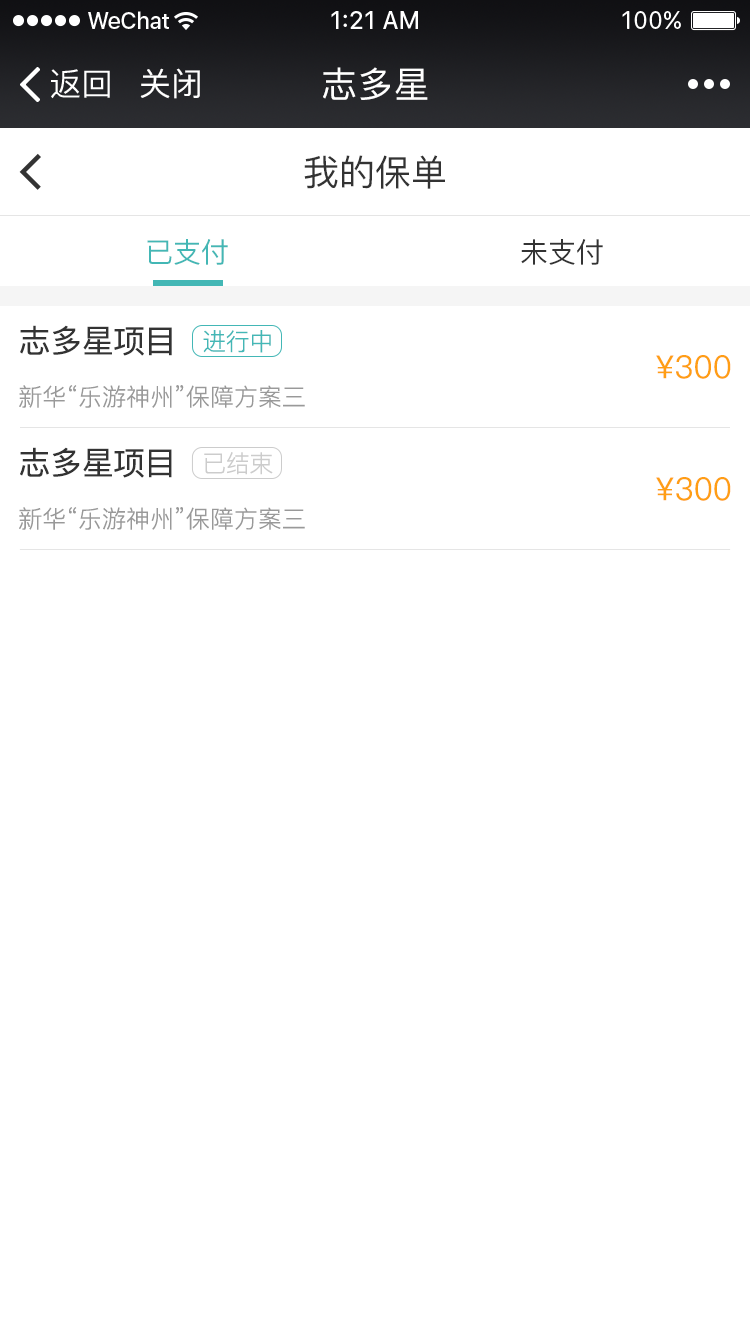 WeChat 1:21 AM 100%
返回 关闭 志多星
我的保单
已支付 未支付
志多星项目 进行中
¥300
新华“乐游神州”保障方案三
志多星项目 已结束
¥300
新华“乐游神州”保障方案三